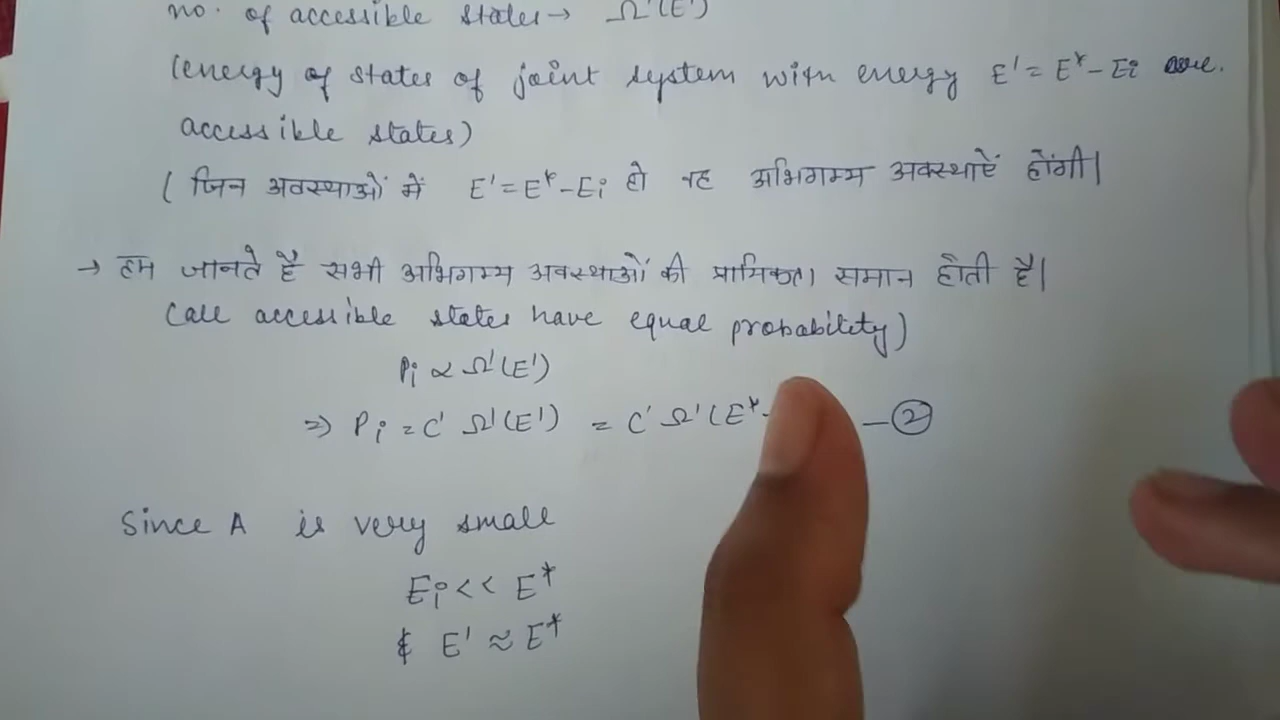 no. of accessible states → Ω'(E')
(energy of states of joint system with energy E' = E* - Ei are.
accessible states)
( जिन अवस्थाओं में E' = E* - Ei हो वह अभिगम्य अवस्थाऐं होंगी।
→ हम जानते है सभी अभिगम्य अवस्थाओं की प्रायिकता समान होती है।
(all accessible states have equal probability)
Pi ∝ Ω'(E')
⇒ Pi = C' Ω'(E') = C' Ω'(E* - — ②
Since A is very small
Ei << E*
& E' ≈ E*